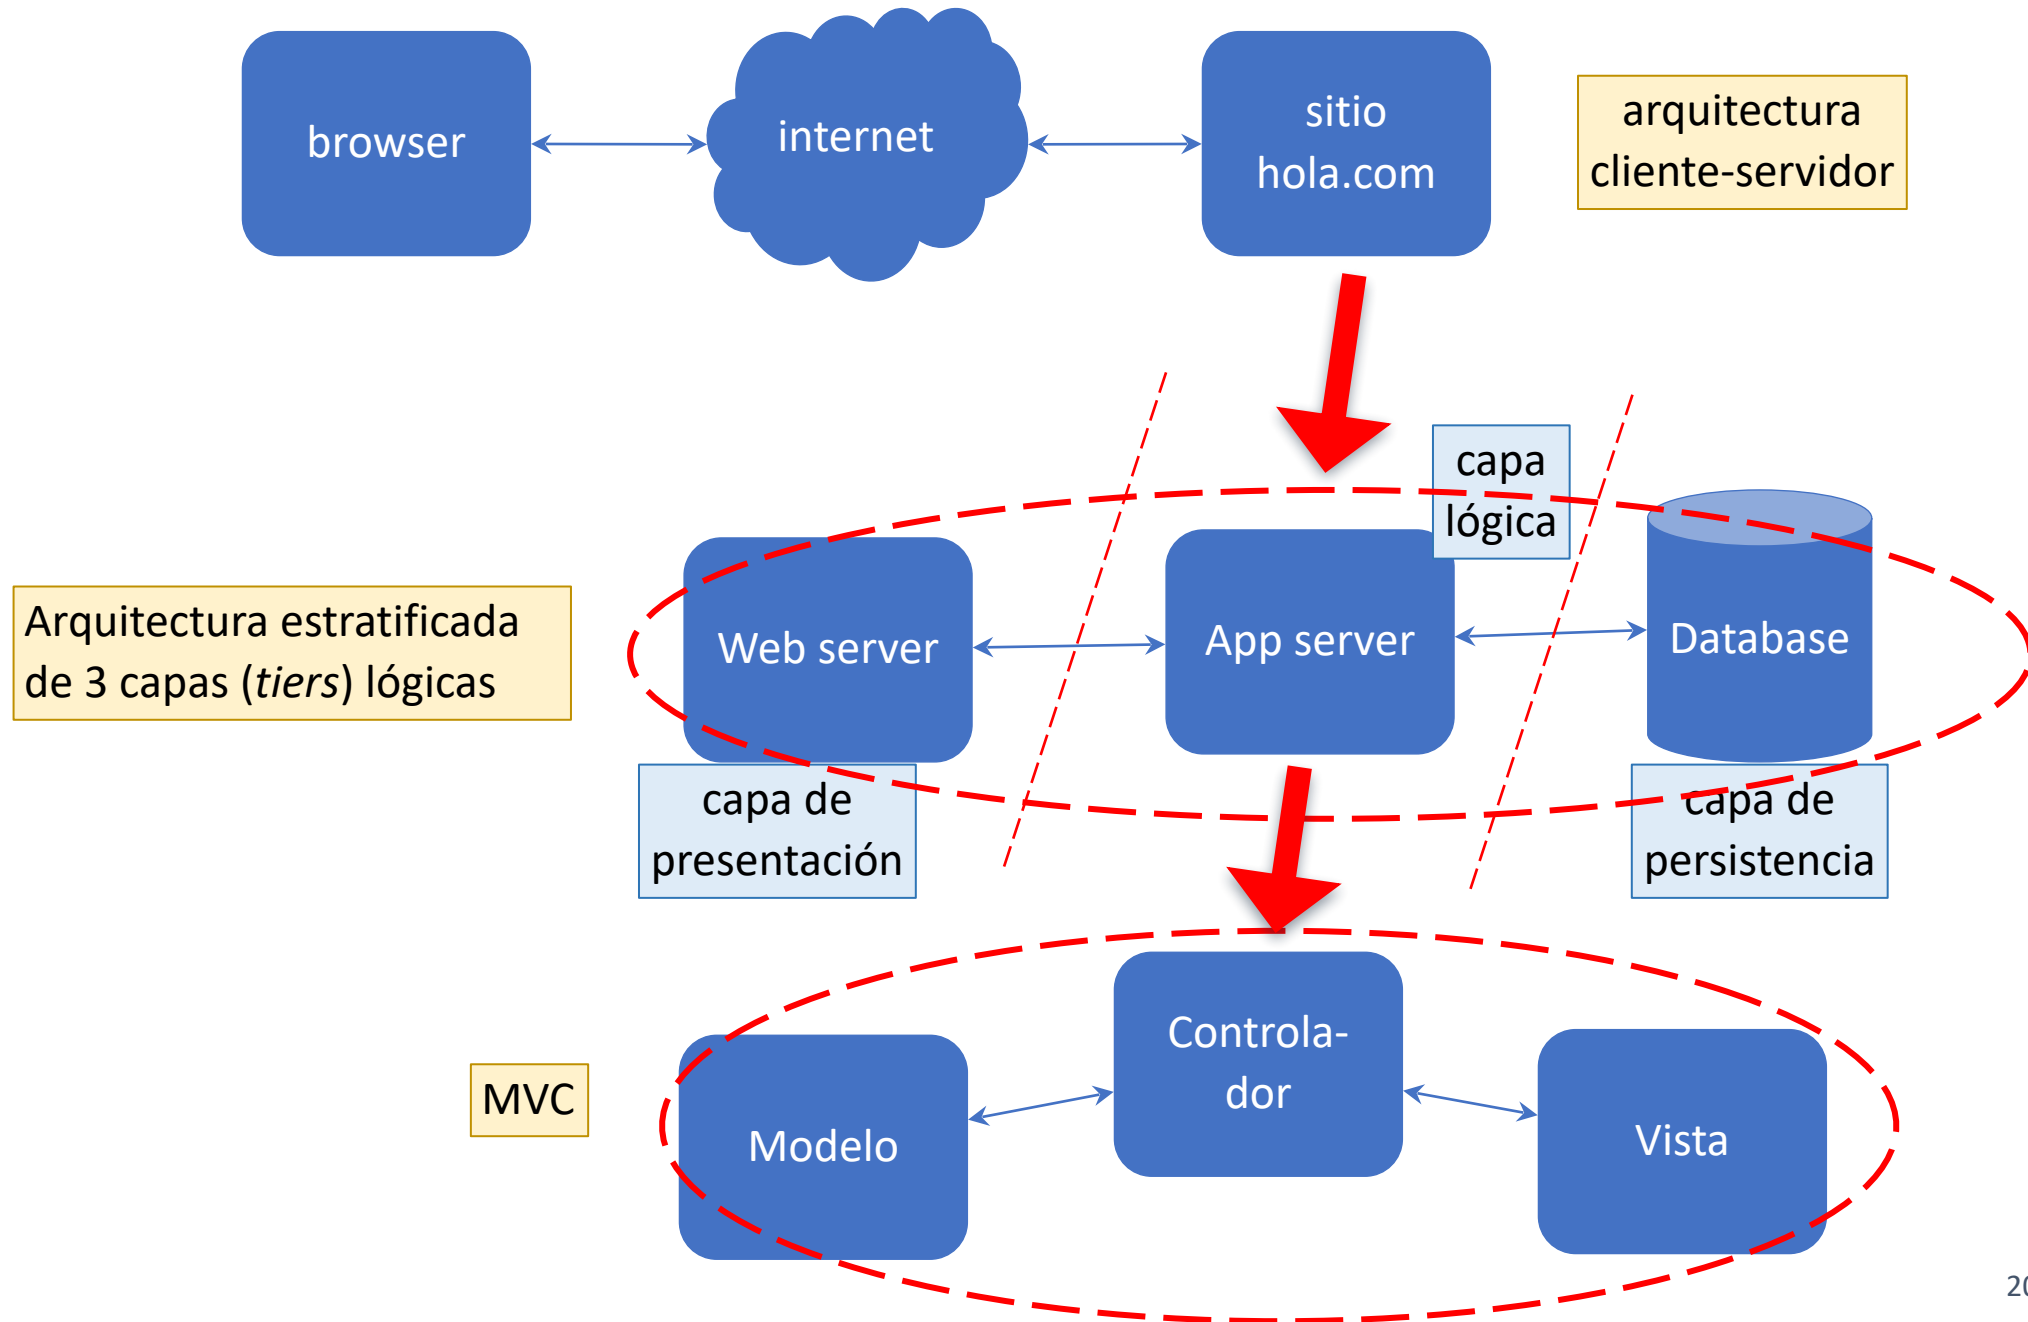 browser
internet
sitio
hola.com
arquitectura
cliente-servidor
capa
lógica
Arquitectura estratificada
de 3 capas (tiers) lógicas
Web server
App server
Database
capa de
presentación
capa de
persistencia
MVC
Modelo
Controla-
dor
Vista
20